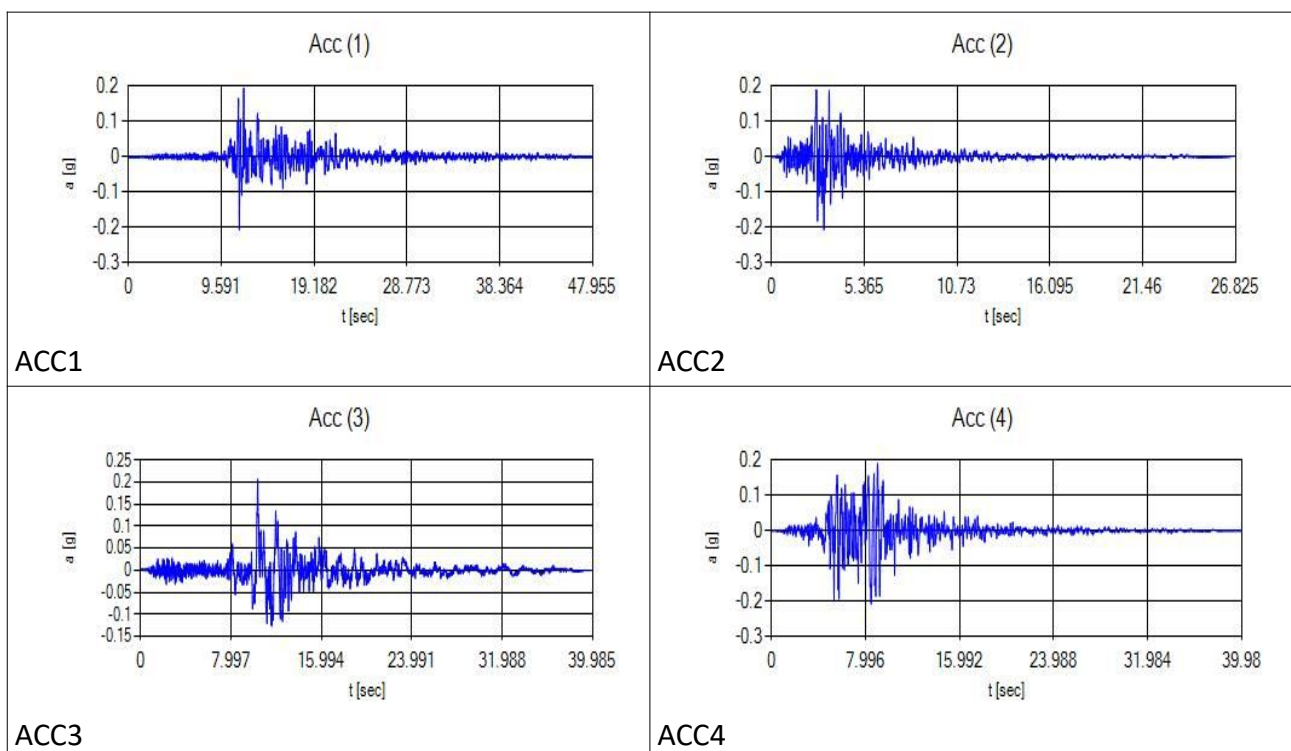 Acc (1)
0.2
0.1
0
-0.1
-0.2
-0.3
a [g]
0 9.591 19.182 28.773 38.364 47.955
t [sec]
ACC1
Acc (2)
0.2
0.1
0
-0.1
-0.2
-0.3
a [g]
0 5.365 10.73 16.095 21.46 26.825
t [sec]
ACC2
Acc (3)
0.25
0.2
0.15
0.1
0.05
0
-0.05
-0.1
-0.15
a [g]
0 7.997 15.994 23.991 31.988 39.985
t [sec]
ACC3
Acc (4)
0.2
0.1
0
-0.1
-0.2
-0.3
a [g]
0 7.996 15.992 23.988 31.984 39.98
t [sec]
ACC4